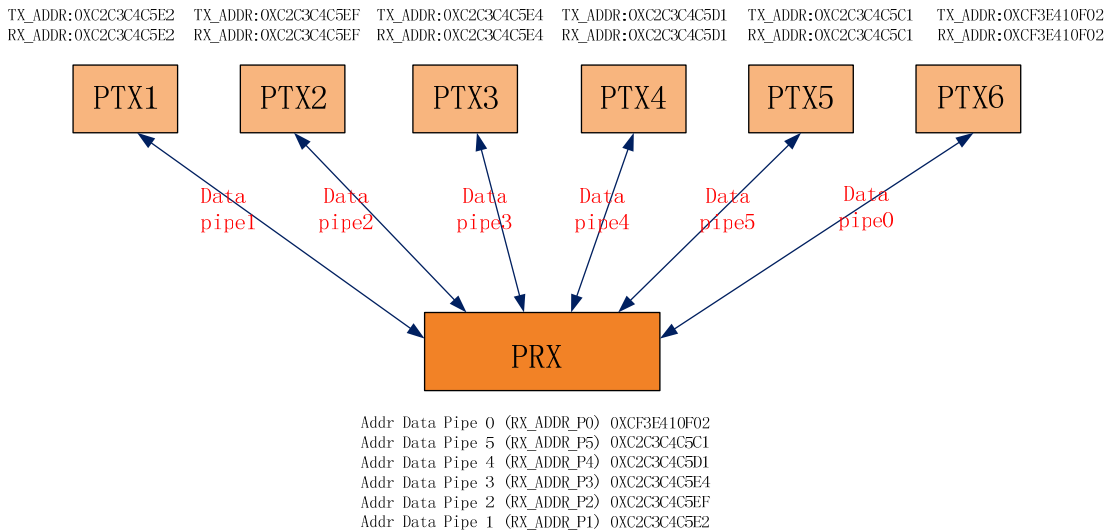 TX_ADDR:0XC2C3C4C5E2 TX_ADDR:0XC2C3C4C5EF TX_ADDR:0XC2C3C4C5E4 TX_ADDR:0XC2C3C4C5D1 TX_ADDR:0XC2C3C4C5C1 TX_ADDR:0XCF3E410F02
RX_ADDR:0XC2C3C4C5E2 RX_ADDR:0XC2C3C4C5EF RX_ADDR:0XC2C3C4C5E4 RX_ADDR:0XC2C3C4C5D1 RX_ADDR:0XC2C3C4C5C1 RX_ADDR:0XCF3E410F02
PTX1 PTX2 PTX3 PTX4 PTX5 PTX6
Data pipe1
Data pipe2
Data pipe3
Data pipe4
Data pipe5
Data pipe0
PRX
Addr Data Pipe 0 (RX_ADDR_P0) 0XCF3E410F02
Addr Data Pipe 5 (RX_ADDR_P5) 0XC2C3C4C5C1
Addr Data Pipe 4 (RX_ADDR_P4) 0XC2C3C4C5D1
Addr Data Pipe 3 (RX_ADDR_P3) 0XC2C3C4C5E4
Addr Data Pipe 2 (RX_ADDR_P2) 0XC2C3C4C5EF
Addr Data Pipe 1 (RX_ADDR_P1) 0XC2C3C4C5E2